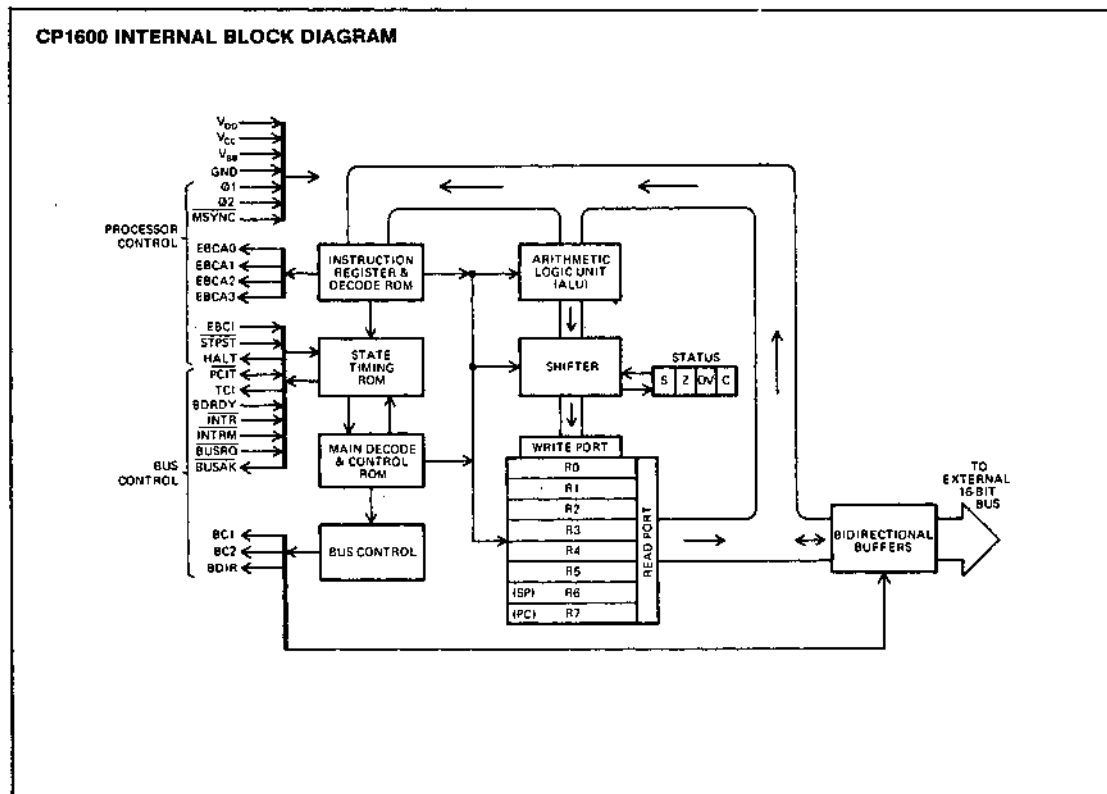 CP1600 INTERNAL BLOCK DIAGRAM
V_DD
V_CC
V_BB
GND
Ø1
Ø2
MSYNC
PROCESSOR
CONTROL
EBCA0
EBCA1
EBCA2
EBCA3
EBCI
STPST
HALT
PCIT
TCI
BDRDY
INTR
INTRM
BUSRQ
BUSAK
BUS
CONTROL
BC1
BC2
BDIR
INSTRUCTION
REGISTER &
DECODE ROM
STATE
TIMING
ROM
MAIN DECODE
& CONTROL
ROM
BUS CONTROL
ARITHMETIC
LOGIC UNIT
(ALU)
SHIFTER
STATUS
S Z OV C
WRITE PORT
R0
R1
R2
R3
R4
R5
(SP) R6
(PC) R7
READ PORT
BIDIRECTIONAL
BUFFERS
TO
EXTERNAL
16-BIT
BUS